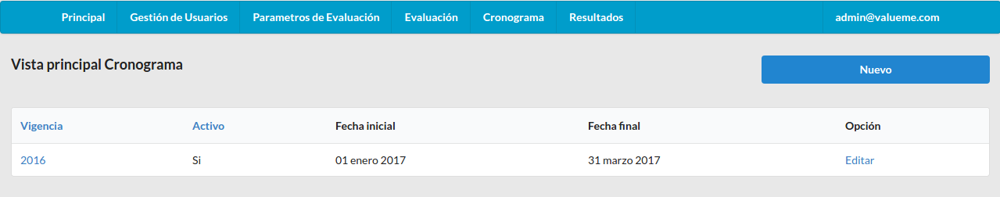 Principal Gestión de Usuarios Parametros de Evaluación Evaluación Cronograma Resultados admin@valueme.com
Vista principal Cronograma Nuevo
Vigencia Activo Fecha inicial Fecha final Opción
2016 Si 01 enero 2017 31 marzo 2017 Editar